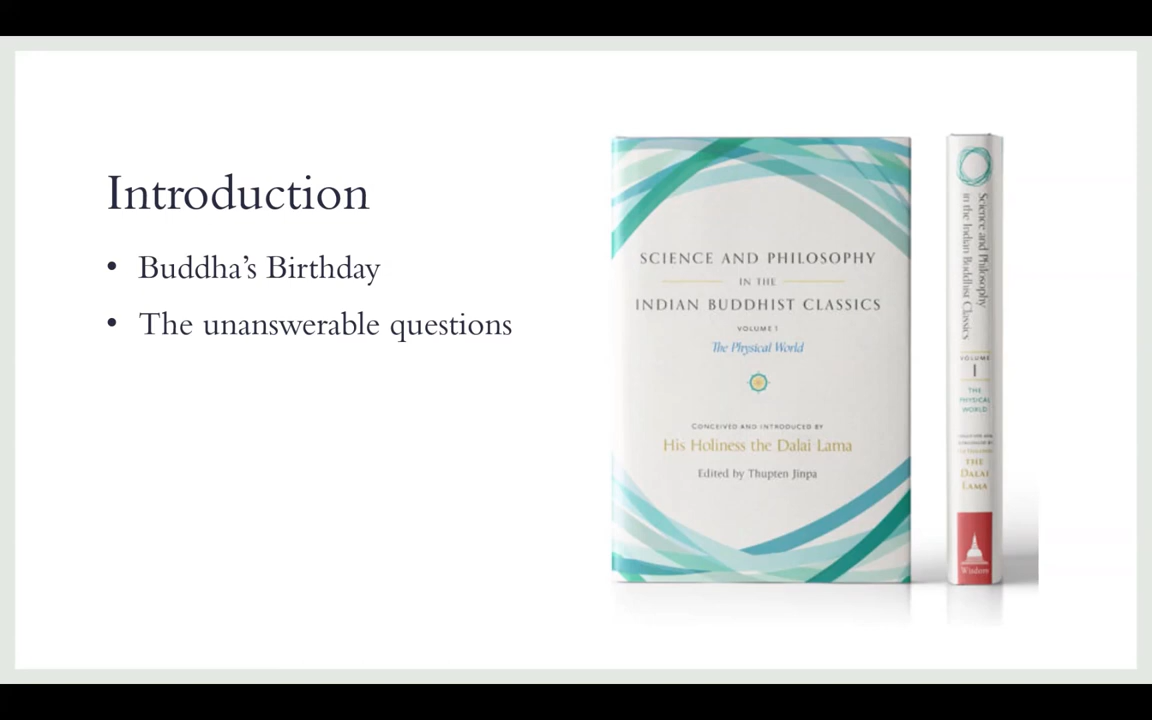 Introduction
• Buddha's Birthday
• The unanswerable questions
SCIENCE AND PHILOSOPHY
IN THE
INDIAN BUDDHIST CLASSICS
VOLUME 1
The Physical World
CONCEIVED AND INTRODUCED BY
His Holiness the Dalai Lama
Edited by Thupten Jinpa
Science and Philosophy
in the Indian Buddhist Classics
VOLUME
1
THE
PHYSICAL
WORLD
THE
DALAI
LAMA
Wisdom